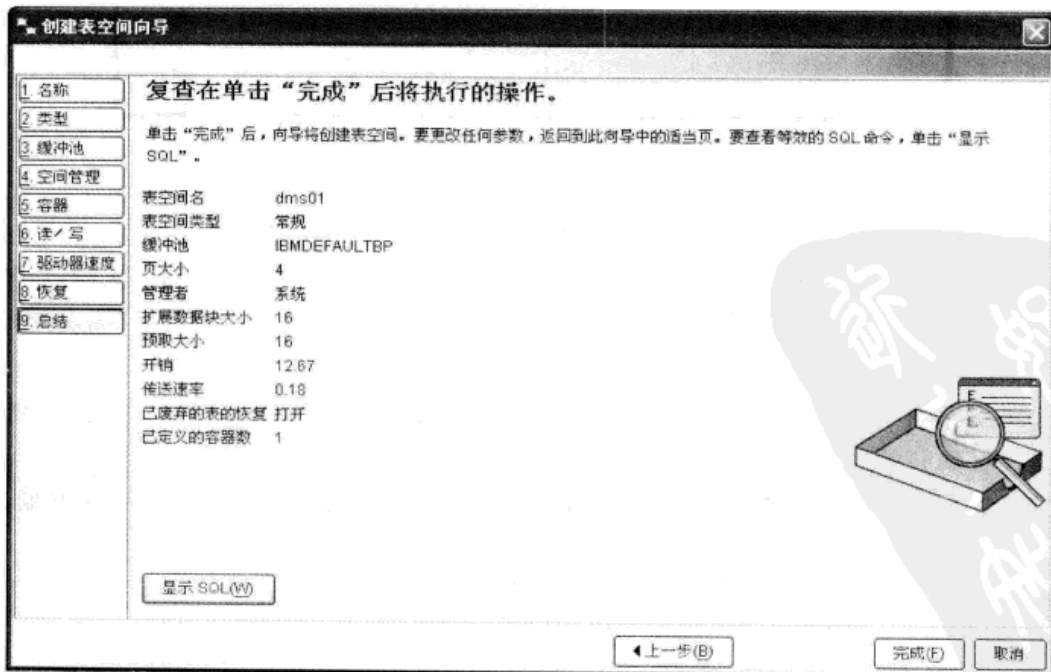 创建表空间向导
1. 名称
2. 类型
3. 缓冲池
4. 空间管理
5. 容器
6. 读/写
7. 驱动器速度
8. 恢复
9. 总结
复查在单击“完成”后将执行的操作。
单击“完成”后，向导将创建表空间。要更改任何参数，返回到此向导中的适当页。要查看等效的 SQL 命令，单击“显示
SQL”。
表空间名 dms01
表空间类型 常规
缓冲池 IBMDEFAULTBP
页大小 4
管理者 系统
扩展数据块大小 16
预取大小 16
开销 12.67
传送速率 0.18
已废弃的表的恢复 打开
已定义的容器数 1
显示 SQL(W)
上一步(B)
完成(F)
取消